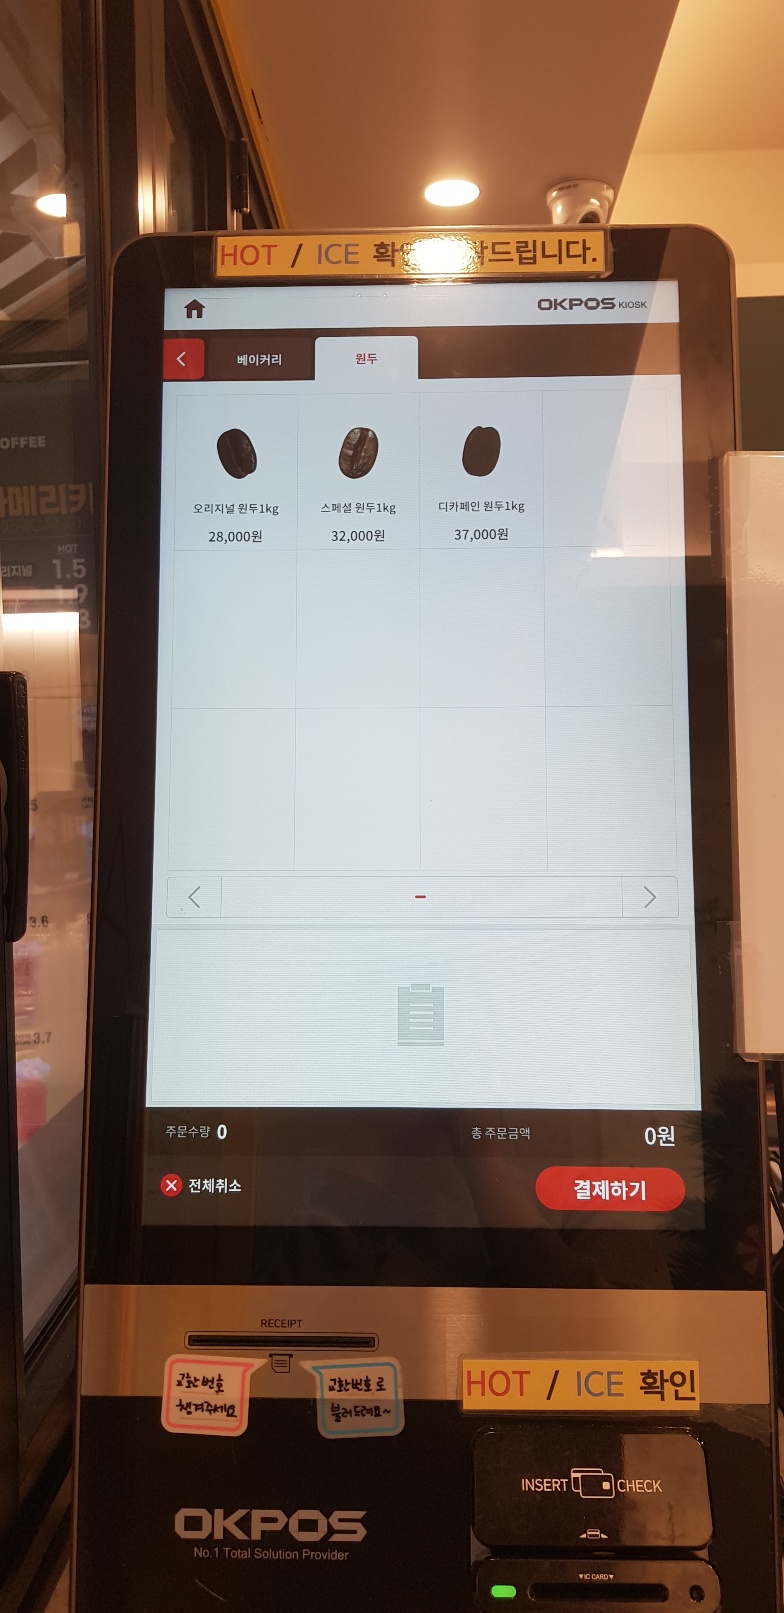 HOT / ICE 확 드립니다.
OKPOS KIOSK
베이커리 원두
오리지널 원두1kg 스페셜 원두1kg 디카페인 원두1kg
28,000원 32,000원 37,000원
OFFEE
HOT
리지널 1.5
1.9
3.6
3.7
주문수량 0 총 주문금액 0원
전체취소 결제하기
RECEIPT
교환번호
챙겨주세요
교환번호로
불러드려요~
HOT / ICE 확인
INSERT CHECK
OKPOS
No.1 Total Solution Provider
IC CARD